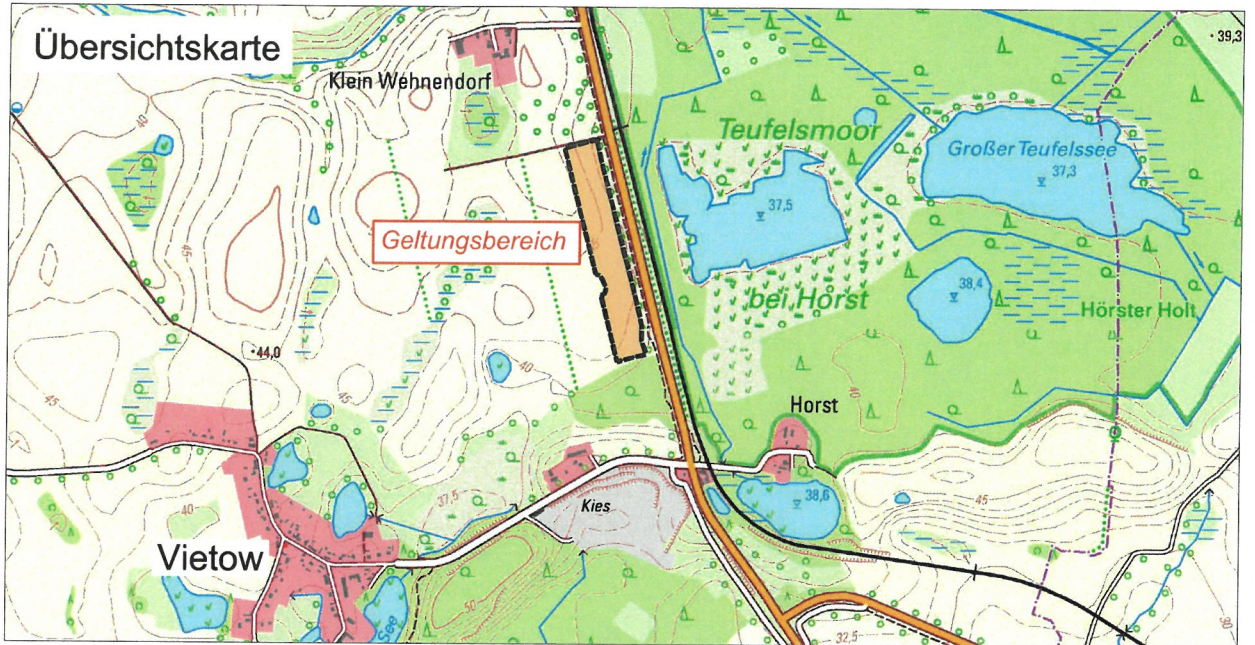 Übersichtskarte
39,3
Klein Wehnendorf
40
Teufelsmoor
Großer Teufelssee
37,3
37,5
Geltungsbereich
45
45
bei Horst
38,4
Hörster Holt
44,0
45
40
40
Horst
40
37,5
Kies
38,6
45
Vietow
50
See
32,5
30